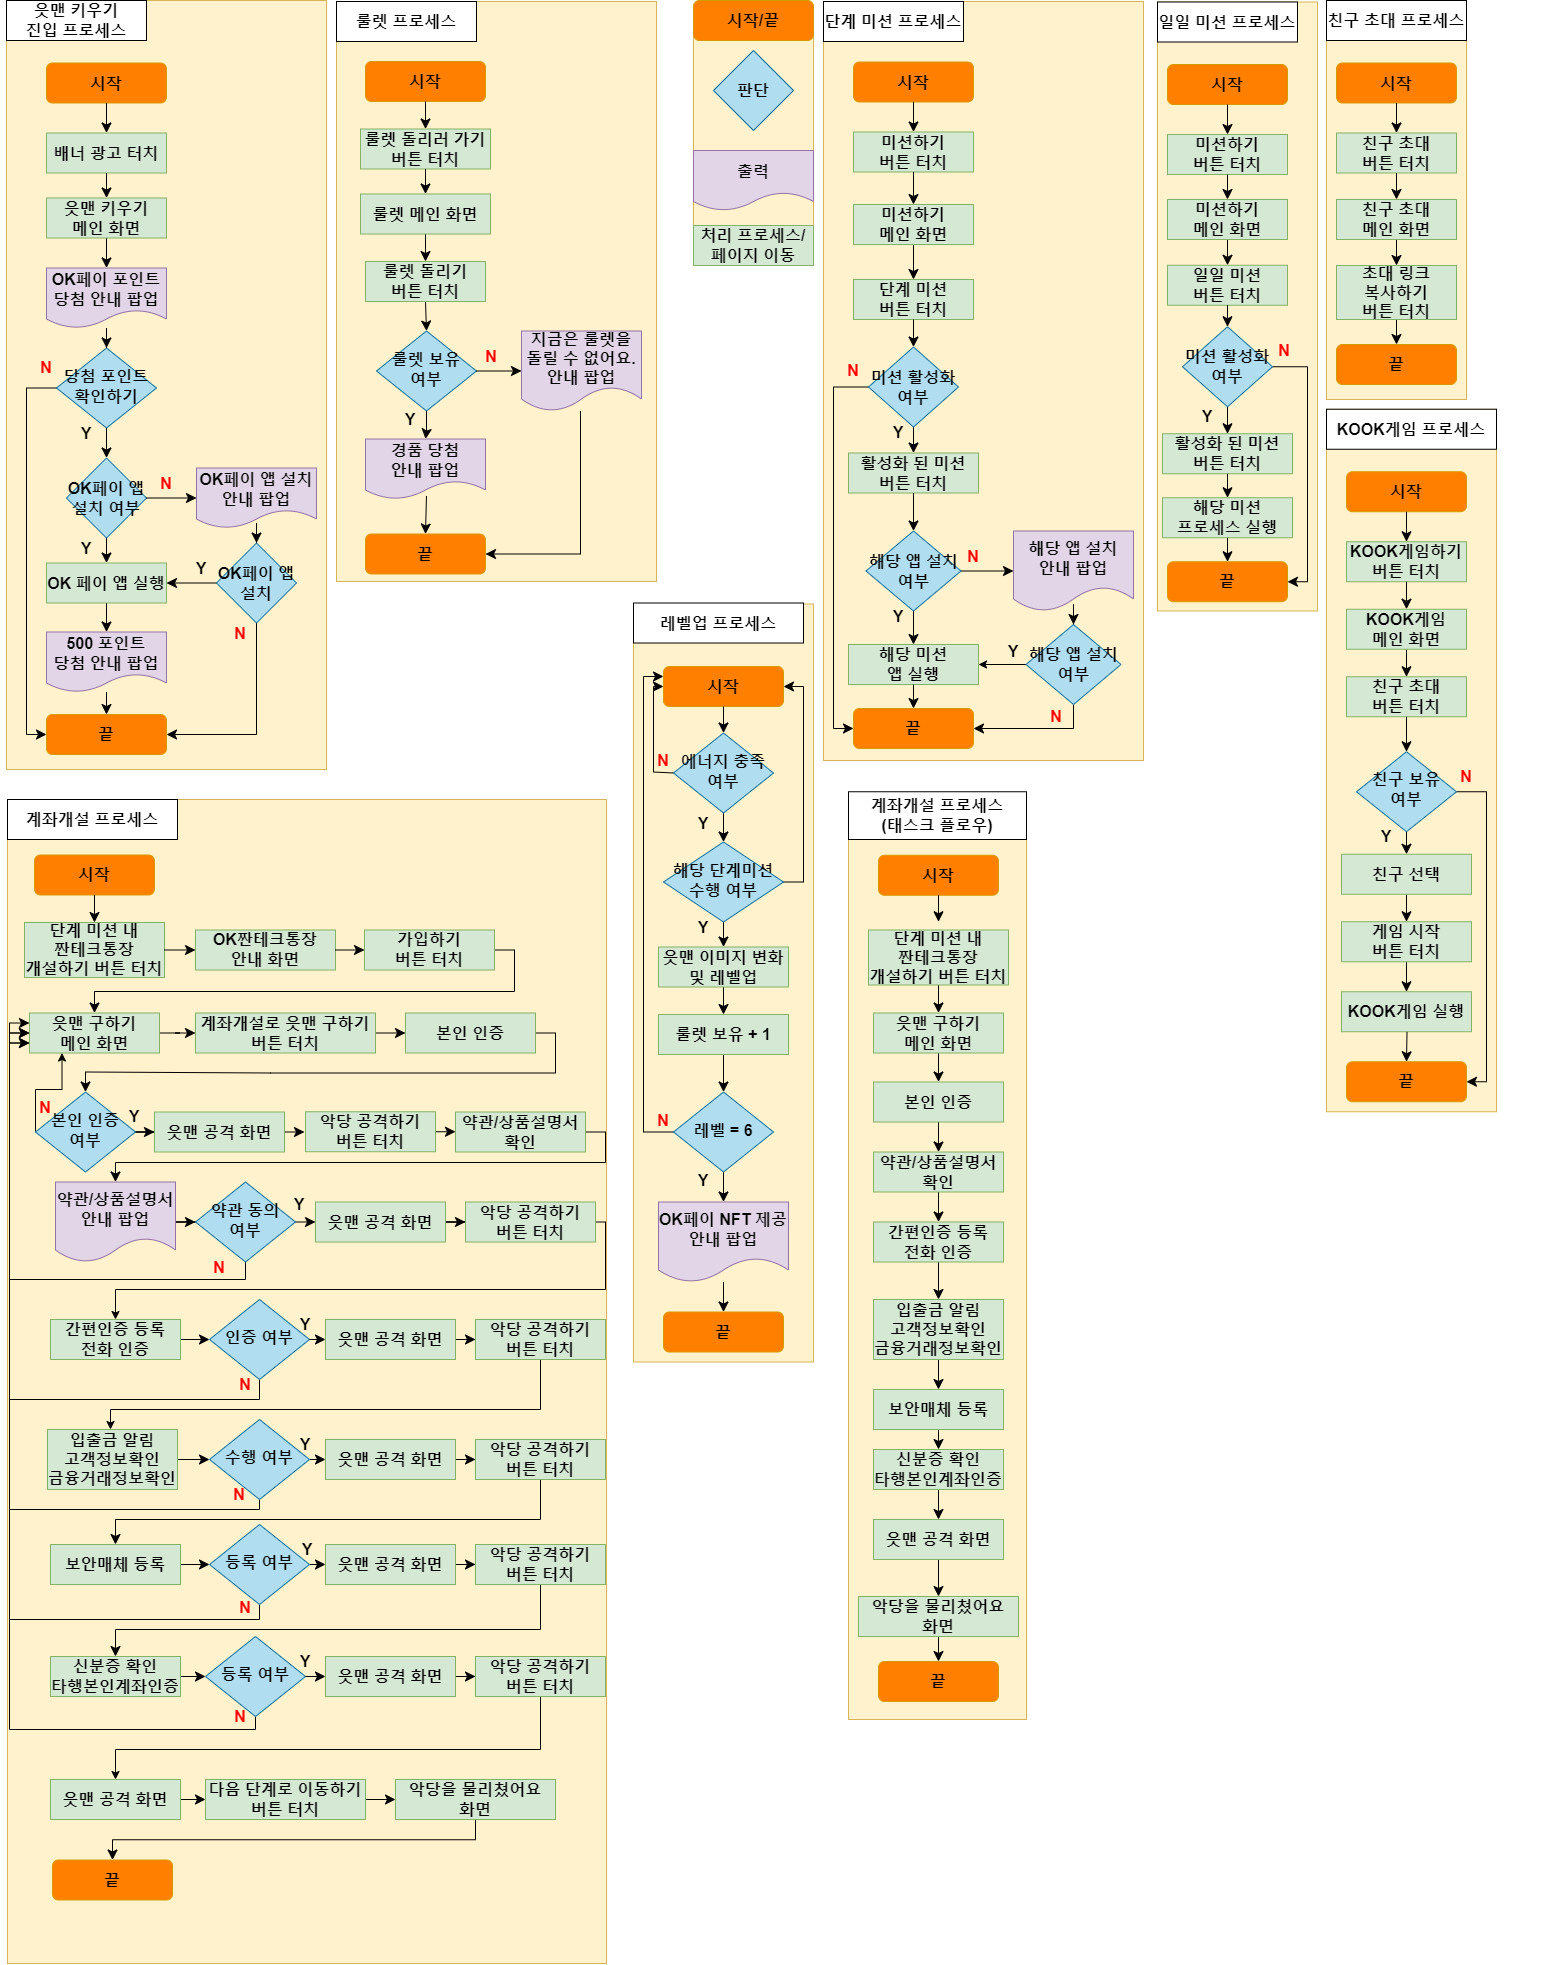 읏맨 키우기
진입 프로세스
시작
배너 광고 터치
읏맨 키우기
메인 화면
OK페이 포인트
당첨 안내 팝업
N
당첨 포인트
확인하기
Y
OK페이 앱
설치 여부
N
OK페이 앱 설치
안내 팝업
Y
OK 페이 앱 실행
Y
OK페이 앱
설치
N
500 포인트
당첨 안내 팝업
끝
룰렛 프로세스
시작
룰렛 돌리러 가기
버튼 터치
룰렛 메인 화면
룰렛 돌리기
버튼 터치
룰렛 보유
여부
N
지금은 룰렛을
돌릴 수 없어요.
안내 팝업
Y
경품 당첨
안내 팝업
끝
시작/끝
판단
출력
처리 프로세스/
페이지 이동
단계 미션 프로세스
시작
미션하기
버튼 터치
미션하기
메인 화면
단계 미션
버튼 터치
N
미션 활성화
여부
Y
활성화 된 미션
버튼 터치
해당 앱 설치
여부
N
해당 앱 설치
안내 팝업
Y
해당 미션
앱 실행
Y
해당 앱 설치
여부
N
끝
일일 미션 프로세스
시작
미션하기
버튼 터치
미션하기
메인 화면
일일 미션
버튼 터치
미션 활성화
여부
N
Y
활성화 된 미션
버튼 터치
해당 미션
프로세스 실행
끝
친구 초대 프로세스
시작
친구 초대
버튼 터치
친구 초대
메인 화면
초대 링크
복사하기
버튼 터치
끝
KOOK게임 프로세스
시작
KOOK게임하기
버튼 터치
KOOK게임
메인 화면
친구 초대
버튼 터치
친구 보유
여부
N
Y
친구 선택
게임 시작
버튼 터치
KOOK게임 실행
끝
레벨업 프로세스
시작
N
에너지 충족
여부
Y
해당 단계미션
수행 여부
Y
읏맨 이미지 변화
및 레벨업
룰렛 보유 + 1
N
레벨 = 6
Y
OK페이 NFT 제공
안내 팝업
끝
계좌개설 프로세스
시작
단계 미션 내
짠테크통장
개설하기 버튼 터치
OK짠테크통장
안내 화면
가입하기
버튼 터치
읏맨 구하기
메인 화면
계좌개설로 읏맨 구하기
버튼 터치
본인 인증
N
본인 인증
여부
Y
읏맨 공격 화면
악당 공격하기
버튼 터치
약관/상품설명서
확인
약관/상품설명서
안내 팝업
약관 동의
여부
Y
N
읏맨 공격 화면
악당 공격하기
버튼 터치
간편인증 등록
전화 인증
인증 여부
Y
N
읏맨 공격 화면
악당 공격하기
버튼 터치
입출금 알림
고객정보확인
금융거래정보확인
수행 여부
Y
N
읏맨 공격 화면
악당 공격하기
버튼 터치
보안매체 등록
등록 여부
Y
N
읏맨 공격 화면
악당 공격하기
버튼 터치
신분증 확인
타행본인계좌인증
등록 여부
Y
N
읏맨 공격 화면
악당 공격하기
버튼 터치
읏맨 공격 화면
다음 단계로 이동하기
버튼 터치
악당을 물리쳤어요
화면
끝
계좌개설 프로세스
(태스크 플로우)
시작
단계 미션 내
짠테크통장
개설하기 버튼 터치
읏맨 구하기
메인 화면
본인 인증
약관/상품설명서
확인
간편인증 등록
전화 인증
입출금 알림
고객정보확인
금융거래정보확인
보안매체 등록
신분증 확인
타행본인계좌인증
읏맨 공격 화면
악당을 물리쳤어요
화면
끝